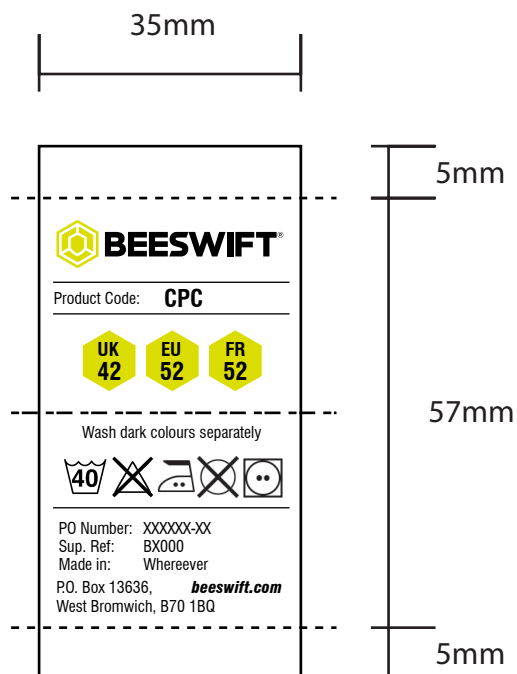 35mm
5mm
BEESWIFT®
Product Code: CPC
UK EU FR
42 52 52
57mm
Wash dark colours separately
40
PO Number: XXXXXX-XX
Sup. Ref: BX000
Made in: Whereever
P.O. Box 13636, beeswift.com
West Bromwich, B70 1BQ
5mm